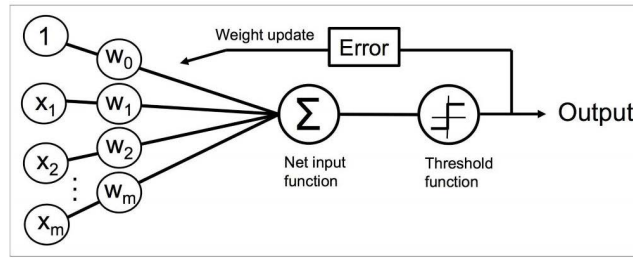 1
w0
Weight update
Error
x1
w1
x2
w2
⋮
xm
wm
Σ
Net input
function
Threshold
function
Output